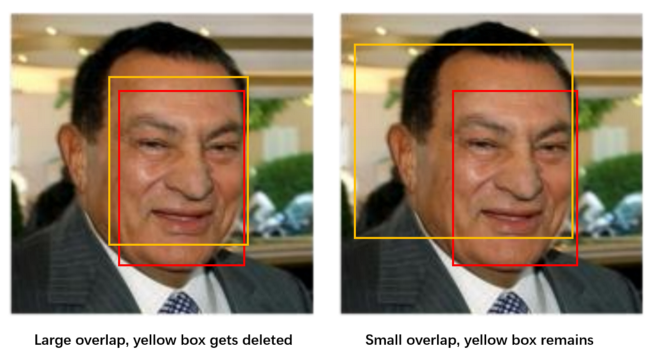 Large overlap, yellow box gets deleted
Small overlap, yellow box remains